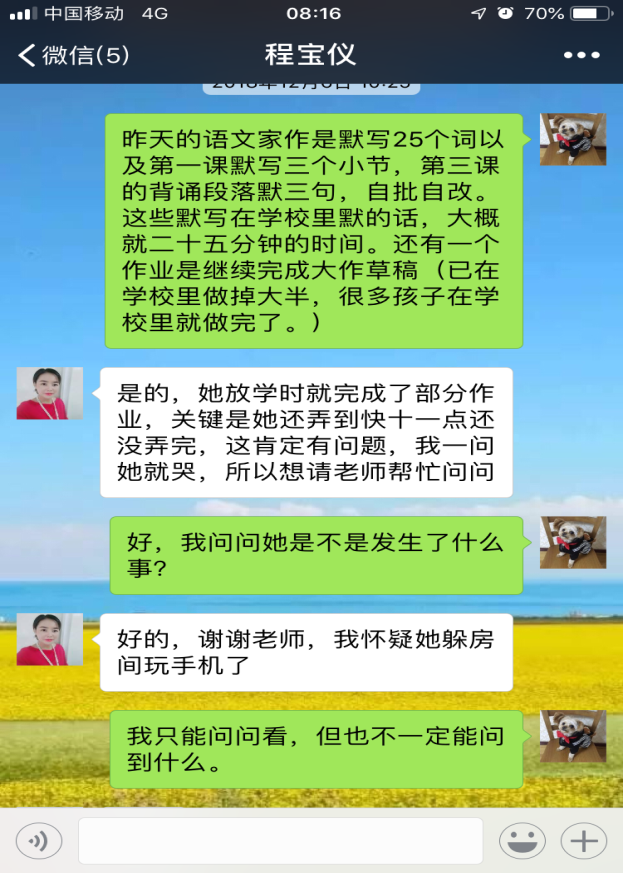 中国移动 4G 08:16 70%
微信(5) 程宝仪
昨天的语文家作是默写25个词以
及第一课默写三个小节，第三课
的背诵段落默三句，自批自改。
这些默写在学校里默的话，大概
就二十五分钟的时间。还有一个
作业是继续完成大作草稿（已在
学校里做掉大半，很多孩子在学
校里就做完了。）
是的，她放学时就完成了部分作
业，关键是她还弄到快十一点还
没弄完，这肯定有问题，我一问
她就哭，所以想请老师帮忙问问
好，我问问她是不是发生了什么
事?
好的，谢谢老师，我怀疑她躲房
间玩手机了
我只能问问看，但也不一定能问
到什么。